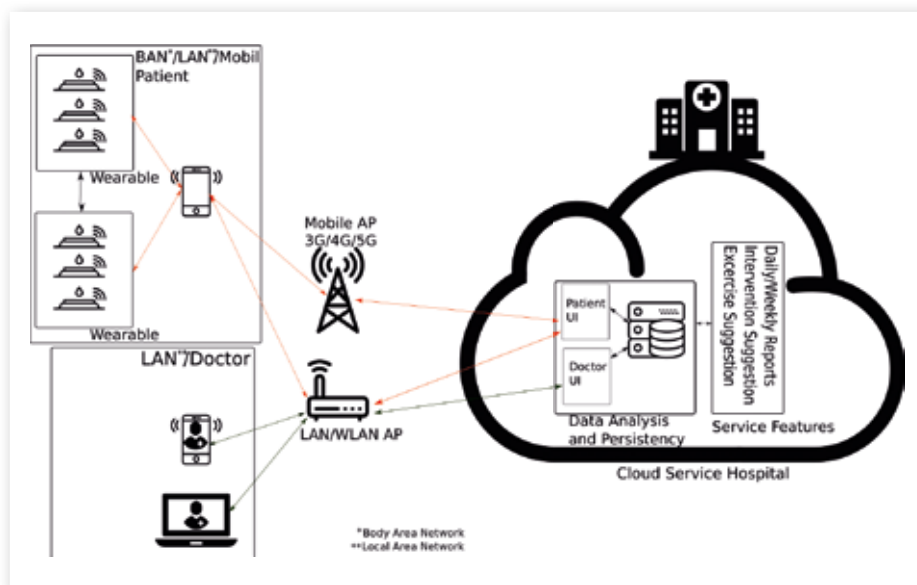 BAN*/LAN**/Mobil
Patient
Wearable
Wearable
LAN**/Doctor
Mobile AP
3G/4G/5G
LAN/WLAN AP
Patient
UI
Doctor
UI
Data Analysis
and Persistency
Daily/Weekly Reports
Intervention Suggestion
Excercise Suggestion
Service Features
Cloud Service Hospital
*Body Area Network
**Local Area Network